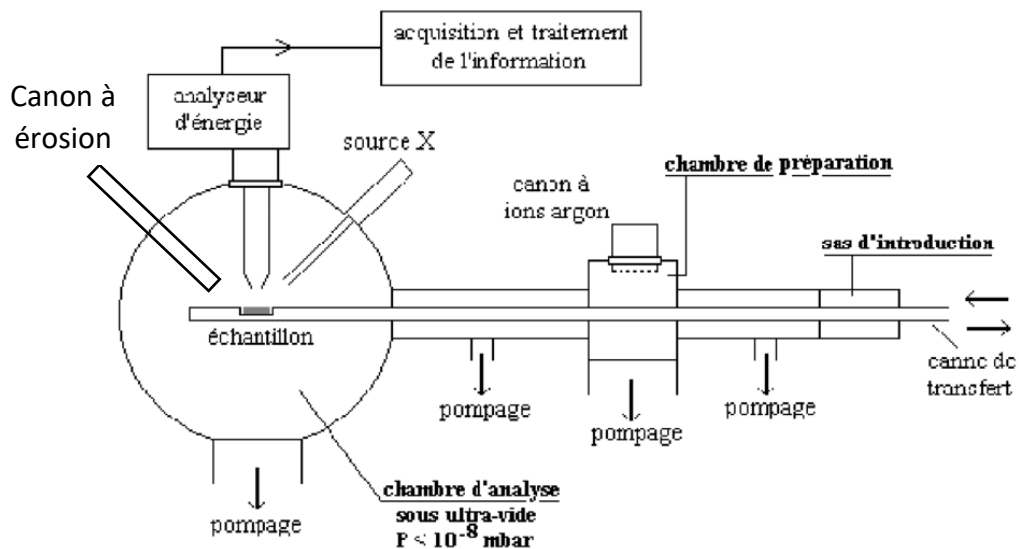 acquisition et traitement
de l'information
Canon à
érosion
analyseur
d'énergie
source X
chambre de préparation
canon à
ions argon
sas d'introduction
échantillon
canne de
transfert
pompage
pompage
pompage
pompage
chambre d'analyse
sous ultra-vide
P < 10⁻⁸ mbar